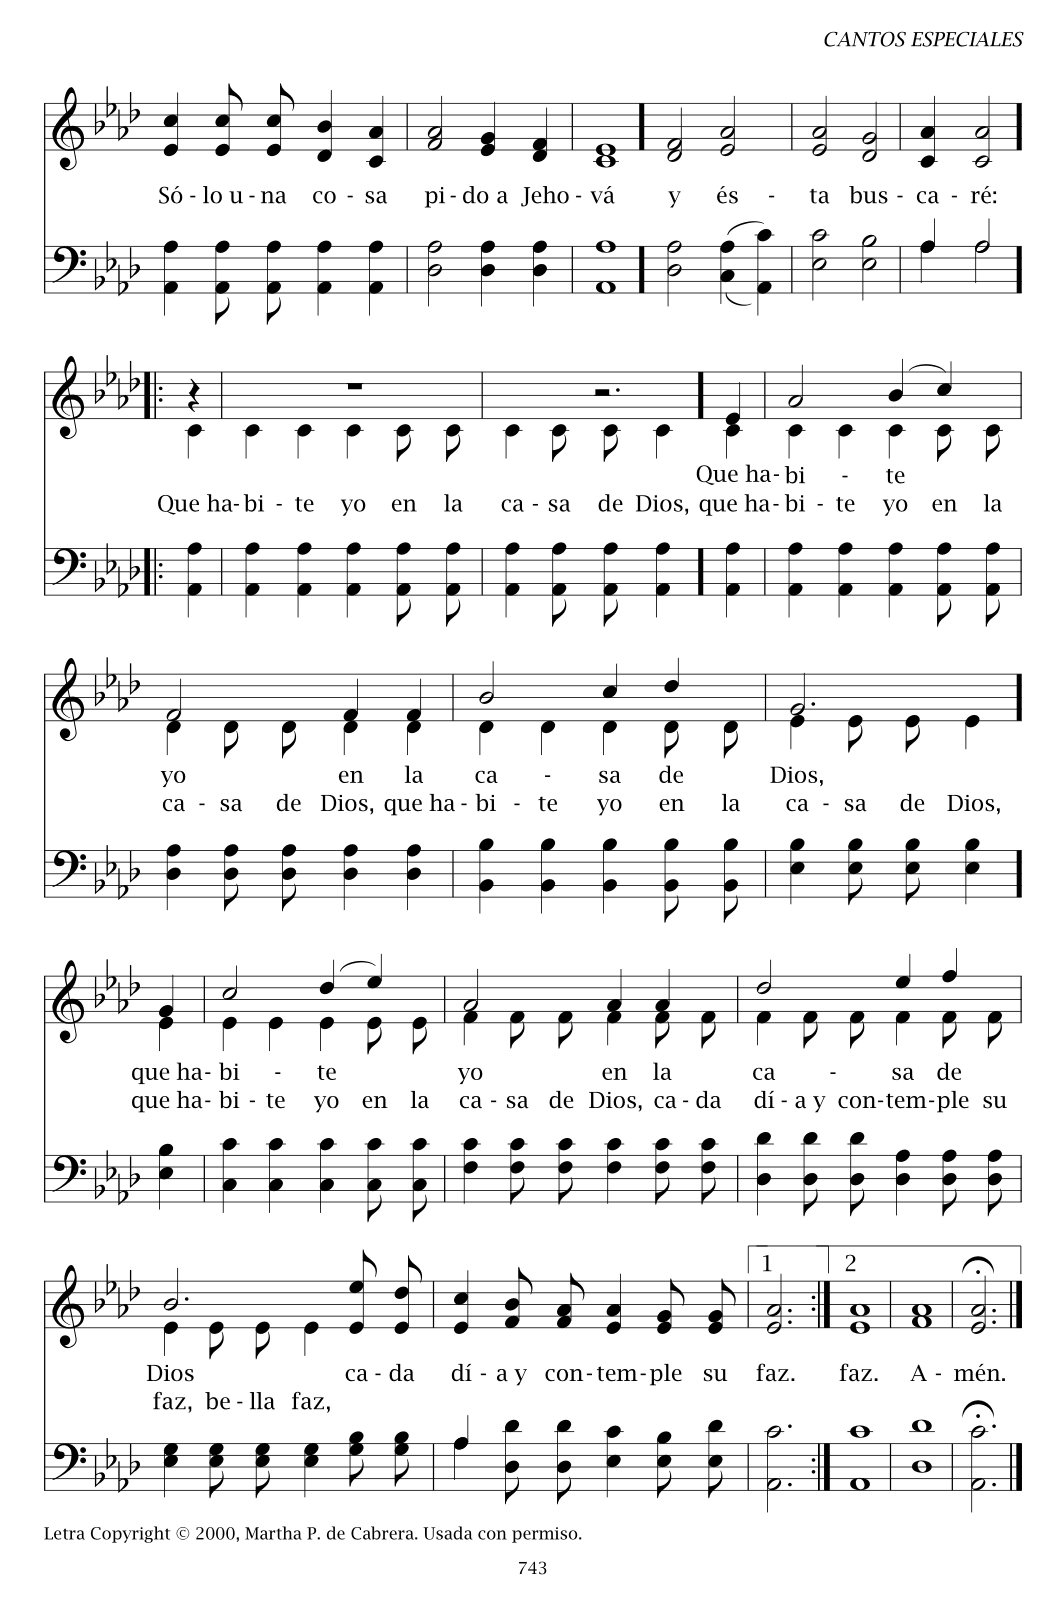 CANTOS ESPECIALES
Só - lo u - na co - sa pi - do a Jeho - vá y és - ta bus - ca - ré:
Que ha - bi - te
Que ha - bi - te yo en la ca - sa de Dios, que ha - bi - te yo en la
yo en la ca - sa de Dios,
ca - sa de Dios, que ha - bi - te yo en la ca - sa de Dios,
que ha - bi - te yo en la ca - sa de
que ha - bi - te yo en la ca - sa de Dios, ca - da dí - a y con - tem - ple su
1 2
Dios ca - da dí - a y con - tem - ple su faz. faz. A - mén.
faz, be - lla faz,
Letra Copyright © 2000, Martha P. de Cabrera. Usada con permiso.
743